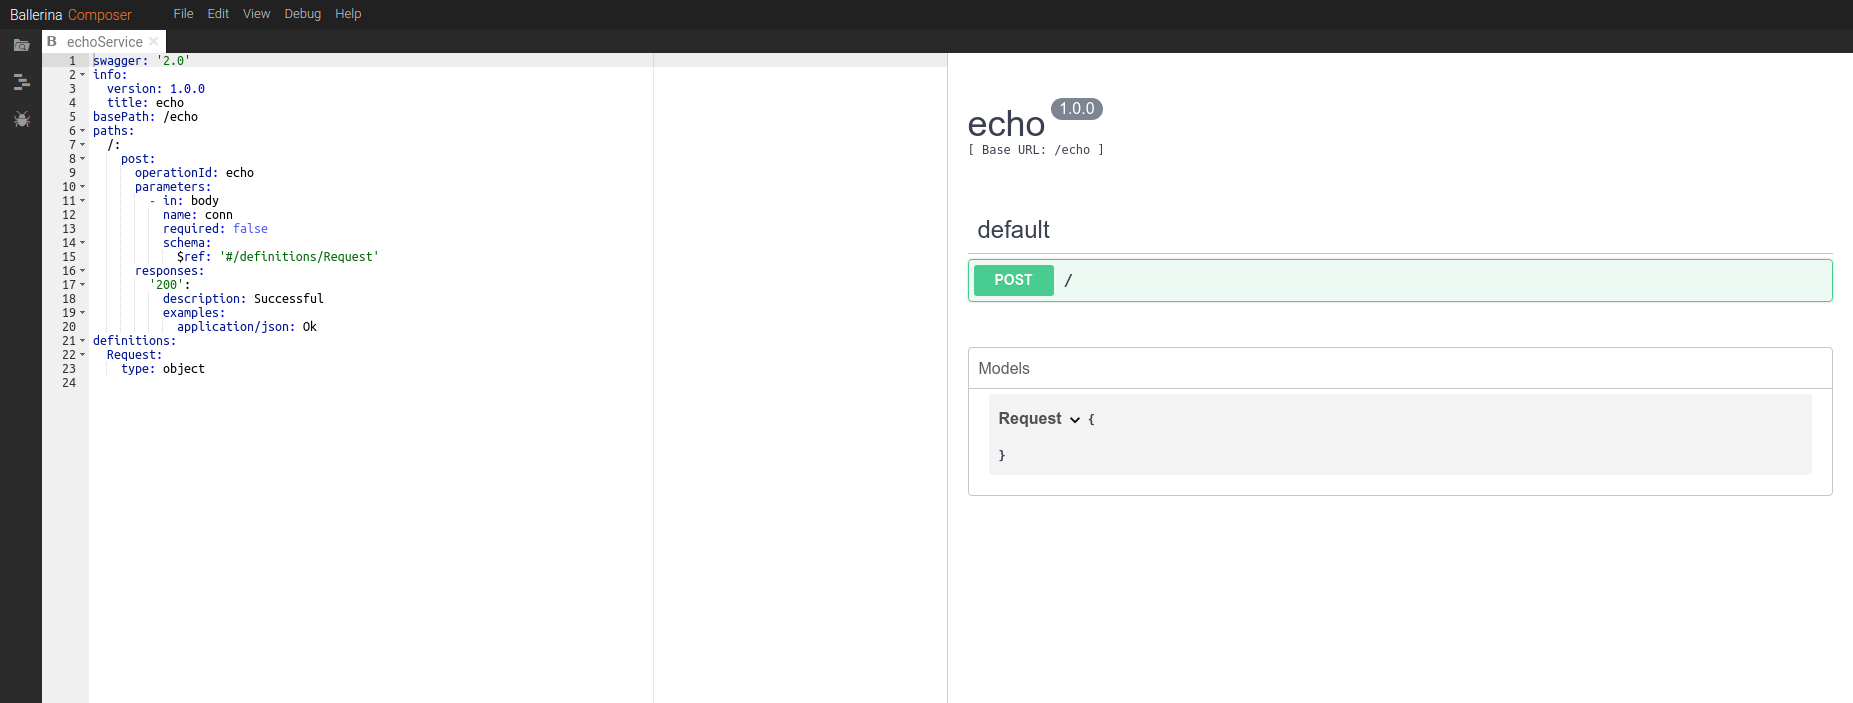 Ballerina Composer File Edit View Debug Help
B echoService ×
1 swagger: '2.0'
2 info:
3   version: 1.0.0
4   title: echo
5 basePath: /echo
6 paths:
7   /:
8     post:
9       operationId: echo
10       parameters:
11         - in: body
12           name: conn
13           required: false
14           schema:
15             $ref: '#/definitions/Request'
16       responses:
17         '200':
18           description: Successful
19           examples:
20             application/json: Ok
21 definitions:
22   Request:
23     type: object
24
echo 1.0.0
[ Base URL: /echo ]
default
POST /
Models
Request {
}